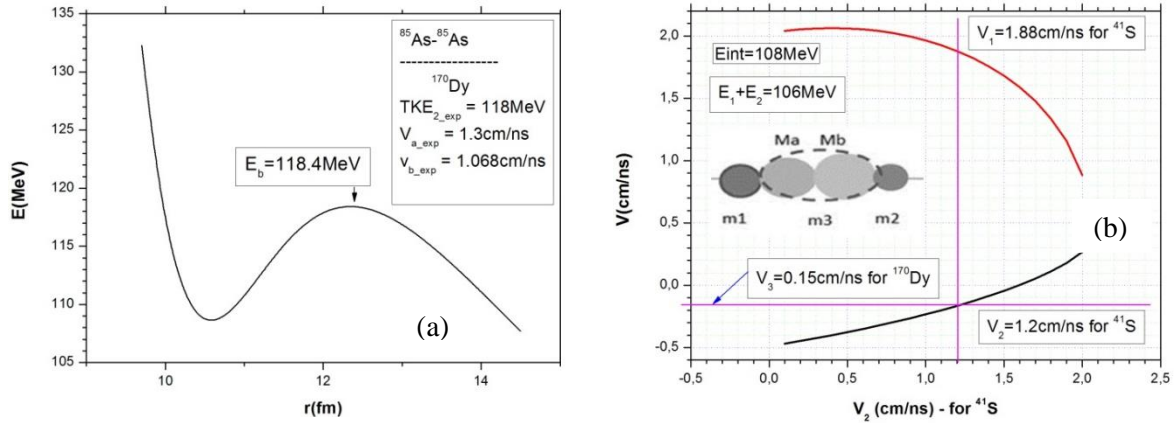 135
130
125
120
115
110
105
E(MeV)
10
12
14
r(fm)
⁸⁵As-⁸⁵As
-----------------
¹⁷⁰Dy
TKE₂_exp = 118MeV
Vₐ_exp = 1.3cm/ns
v_b_exp = 1.068cm/ns
E_b=118.4MeV
(a)
2,0
1,5
1,0
0,5
0,0
-0,5
V(cm/ns)
-0,5
0,0
0,5
1,0
1,5
2,0
2,5
V₂ (cm/ns) - for ⁴¹S
V₁=1.88cm/ns for ⁴¹S
Eint=108MeV
E₁+E₂=106MeV
Ma Mb
m1 m3 m2
(b)
V₃=0.15cm/ns for ¹⁷⁰Dy
V₂=1.2cm/ns for ⁴¹S